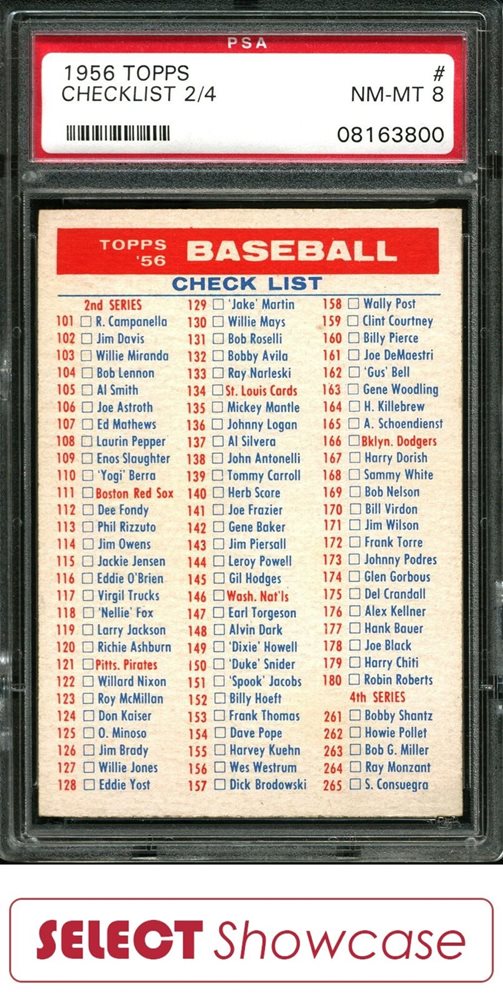 PSA
1956 TOPPS #
CHECKLIST 2/4 NM-MT 8
08163800
TOPPS '56 BASEBALL
CHECK LIST
2nd SERIES
101 R. Campanella
102 Jim Davis
103 Willie Miranda
104 Bob Lennon
105 Al Smith
106 Joe Astroth
107 Ed Mathews
108 Laurin Pepper
109 Enos Slaughter
110 'Yogi' Berra
111 Boston Red Sox
112 Dee Fondy
113 Phil Rizzuto
114 Jim Owens
115 Jackie Jensen
116 Eddie O'Brien
117 Virgil Trucks
118 'Nellie' Fox
119 Larry Jackson
120 Richie Ashburn
121 Pitts. Pirates
122 Willard Nixon
123 Roy McMillan
124 Don Kaiser
125 O. Minoso
126 Jim Brady
127 Willie Jones
128 Eddie Yost
129 'Jake' Martin
130 Willie Mays
131 Bob Roselli
132 Bobby Avila
133 Ray Narleski
134 St. Louis Cards
135 Mickey Mantle
136 Johnny Logan
137 Al Silvera
138 John Antonelli
139 Tommy Carroll
140 Herb Score
141 Joe Frazier
142 Gene Baker
143 Jim Piersall
144 Leroy Powell
145 Gil Hodges
146 Wash. Nat'ls
147 Earl Torgeson
148 Alvin Dark
149 'Dixie' Howell
150 'Duke' Snider
151 'Spook' Jacobs
152 Billy Hoeft
153 Frank Thomas
154 Dave Pope
155 Harvey Kuehn
156 Wes Westrum
157 Dick Brodowski
158 Wally Post
159 Clint Courtney
160 Billy Pierce
161 Joe DeMaestri
162 'Gus' Bell
163 Gene Woodling
164 H. Killebrew
165 A. Schoendienst
166 Bklyn. Dodgers
167 Harry Dorish
168 Sammy White
169 Bob Nelson
170 Bill Virdon
171 Jim Wilson
172 Frank Torre
173 Johnny Podres
174 Glen Gorbous
175 Del Crandall
176 Alex Kellner
177 Hank Bauer
178 Joe Black
179 Harry Chiti
180 Robin Roberts
4th SERIES
261 Bobby Shantz
262 Howie Pollet
263 Bob G. Miller
264 Ray Monzant
265 S. Consuegra
SELECT Showcase